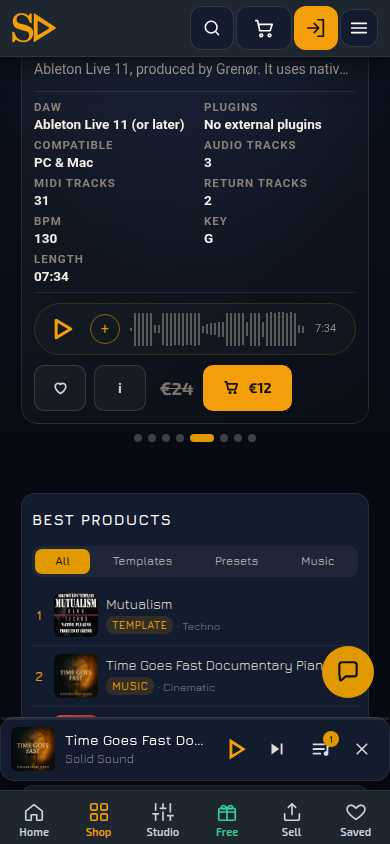 S
Ableton Live 11, produced by Grenør. It uses nativ...
DAW
PLUGINS
Ableton Live 11 (or later)
No external plugins
COMPATIBLE
AUDIO TRACKS
PC & Mac
3
MIDI TRACKS
RETURN TRACKS
31
2
BPM
KEY
130
G
LENGTH
07:34
+
7:34
i
€24
€12
BEST PRODUCTS
All
Templates
Presets
Music
1
MUTUALISM
Mutualism
TEMPLATE · Techno
2
TIME GOES FAST
Time Goes Fast Documentary Pian
MUSIC · Cinematic
TIME GOES FAST
Time Goes Fast Do...
Solid Sound
1
Home
Shop
Studio
Free
Sell
Saved